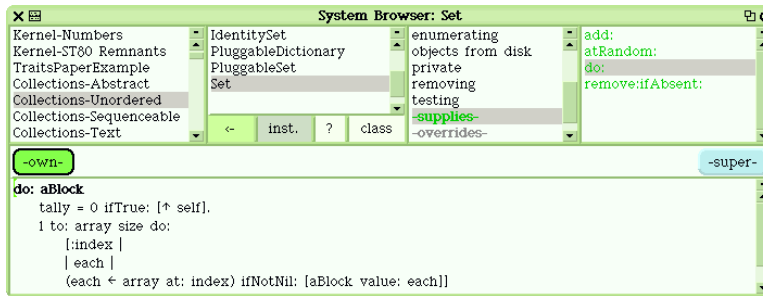 System Browser: Set
Kernel-Numbers
Kernel-ST80 Remnants
TraitsPaperExample
Collections-Abstract
Collections-Unordered
Collections-Sequenceable
Collections-Text
IdentitySet
PluggableDictionary
PluggableSet
Set
<- inst. ? class
enumerating
objects from disk
private
removing
testing
-supplies-
-overrides-
add:
atRandom:
do:
remove:ifAbsent:
-own- -super-
do: aBlock
tally = 0 ifTrue: [↑ self].
1 to: array size do:
[:index |
| each |
(each ← array at: index) ifNotNil: [aBlock value: each]]